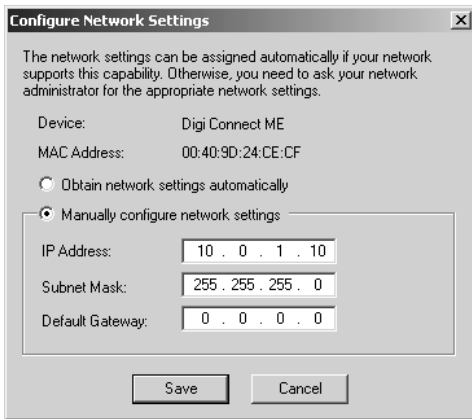 Configure Network Settings
The network settings can be assigned automatically if your network
supports this capability. Otherwise, you need to ask your network
administrator for the appropriate network settings.
Device: Digi Connect ME
MAC Address: 00:40:9D:24:CE:CF
Obtain network settings automatically
Manually configure network settings
IP Address: 10 . 0 . 1 . 10
Subnet Mask: 255 . 255 . 255 . 0
Default Gateway: 0 . 0 . 0 . 0
Save Cancel